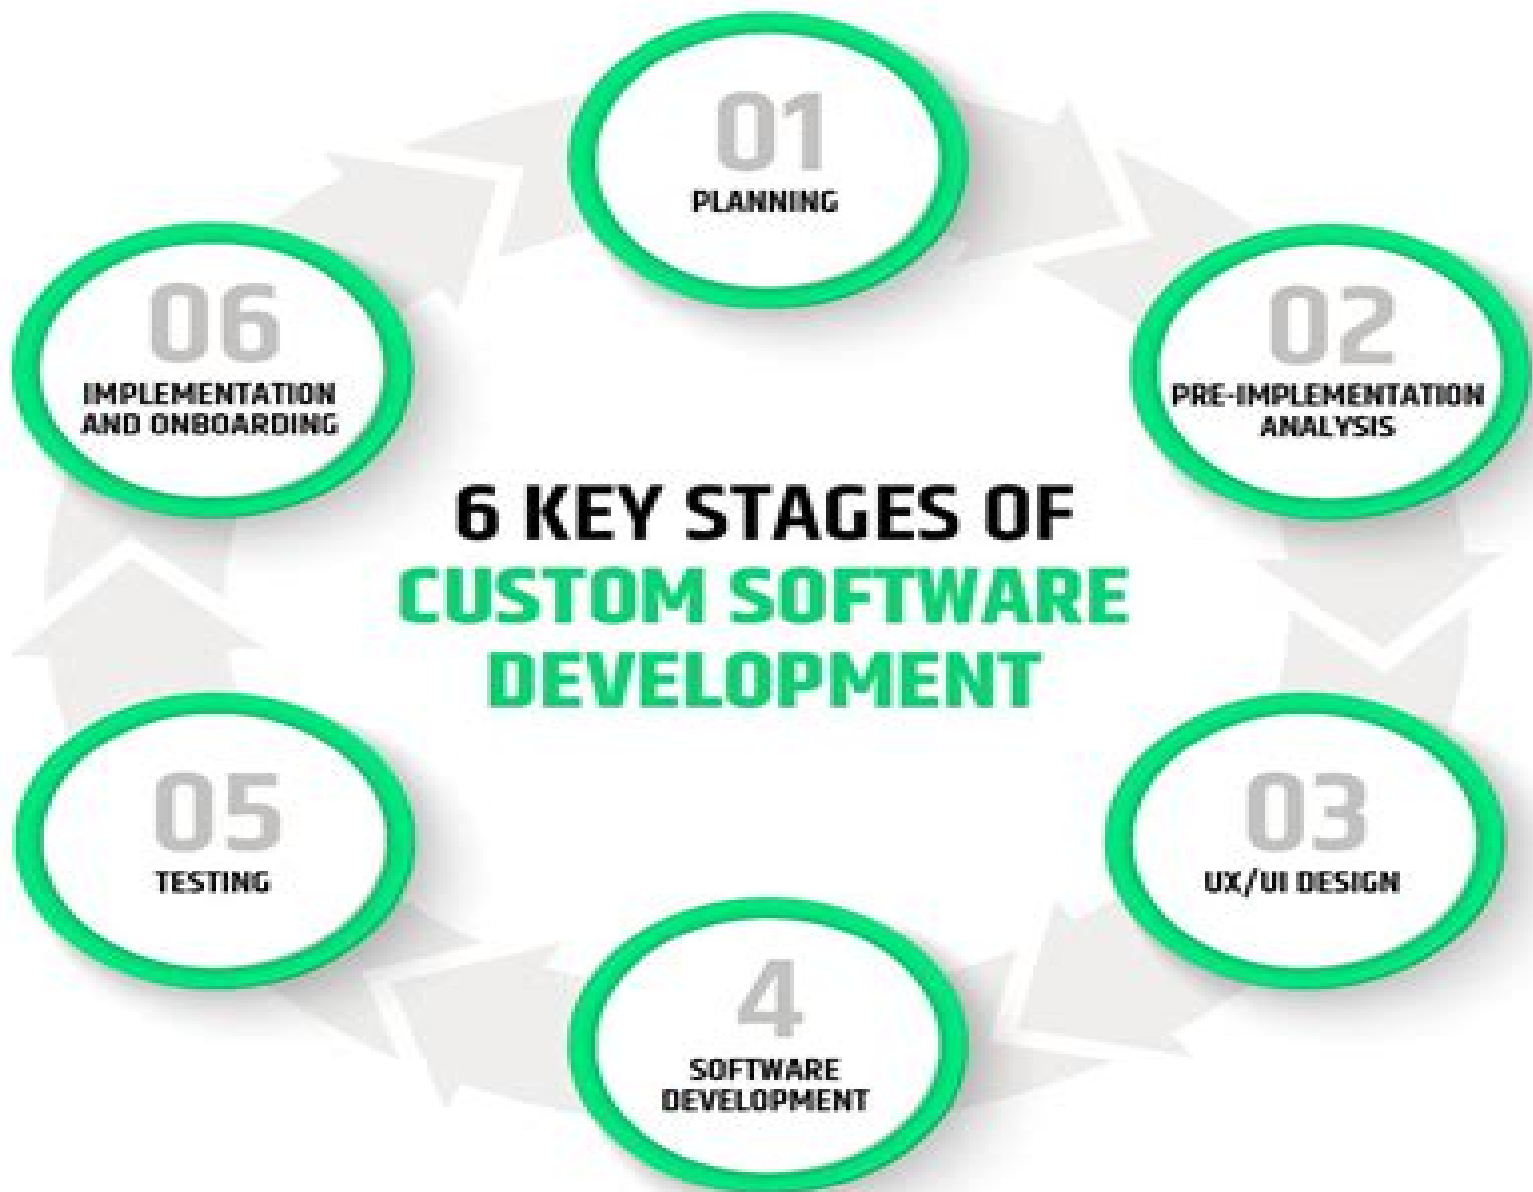 01
PLANNING
02
PRE-IMPLEMENTATION
ANALYSIS
03
UX/UI DESIGN
4
SOFTWARE
DEVELOPMENT
05
TESTING
06
IMPLEMENTATION
AND ONBOARDING
6 KEY STAGES OF
CUSTOM SOFTWARE
DEVELOPMENT